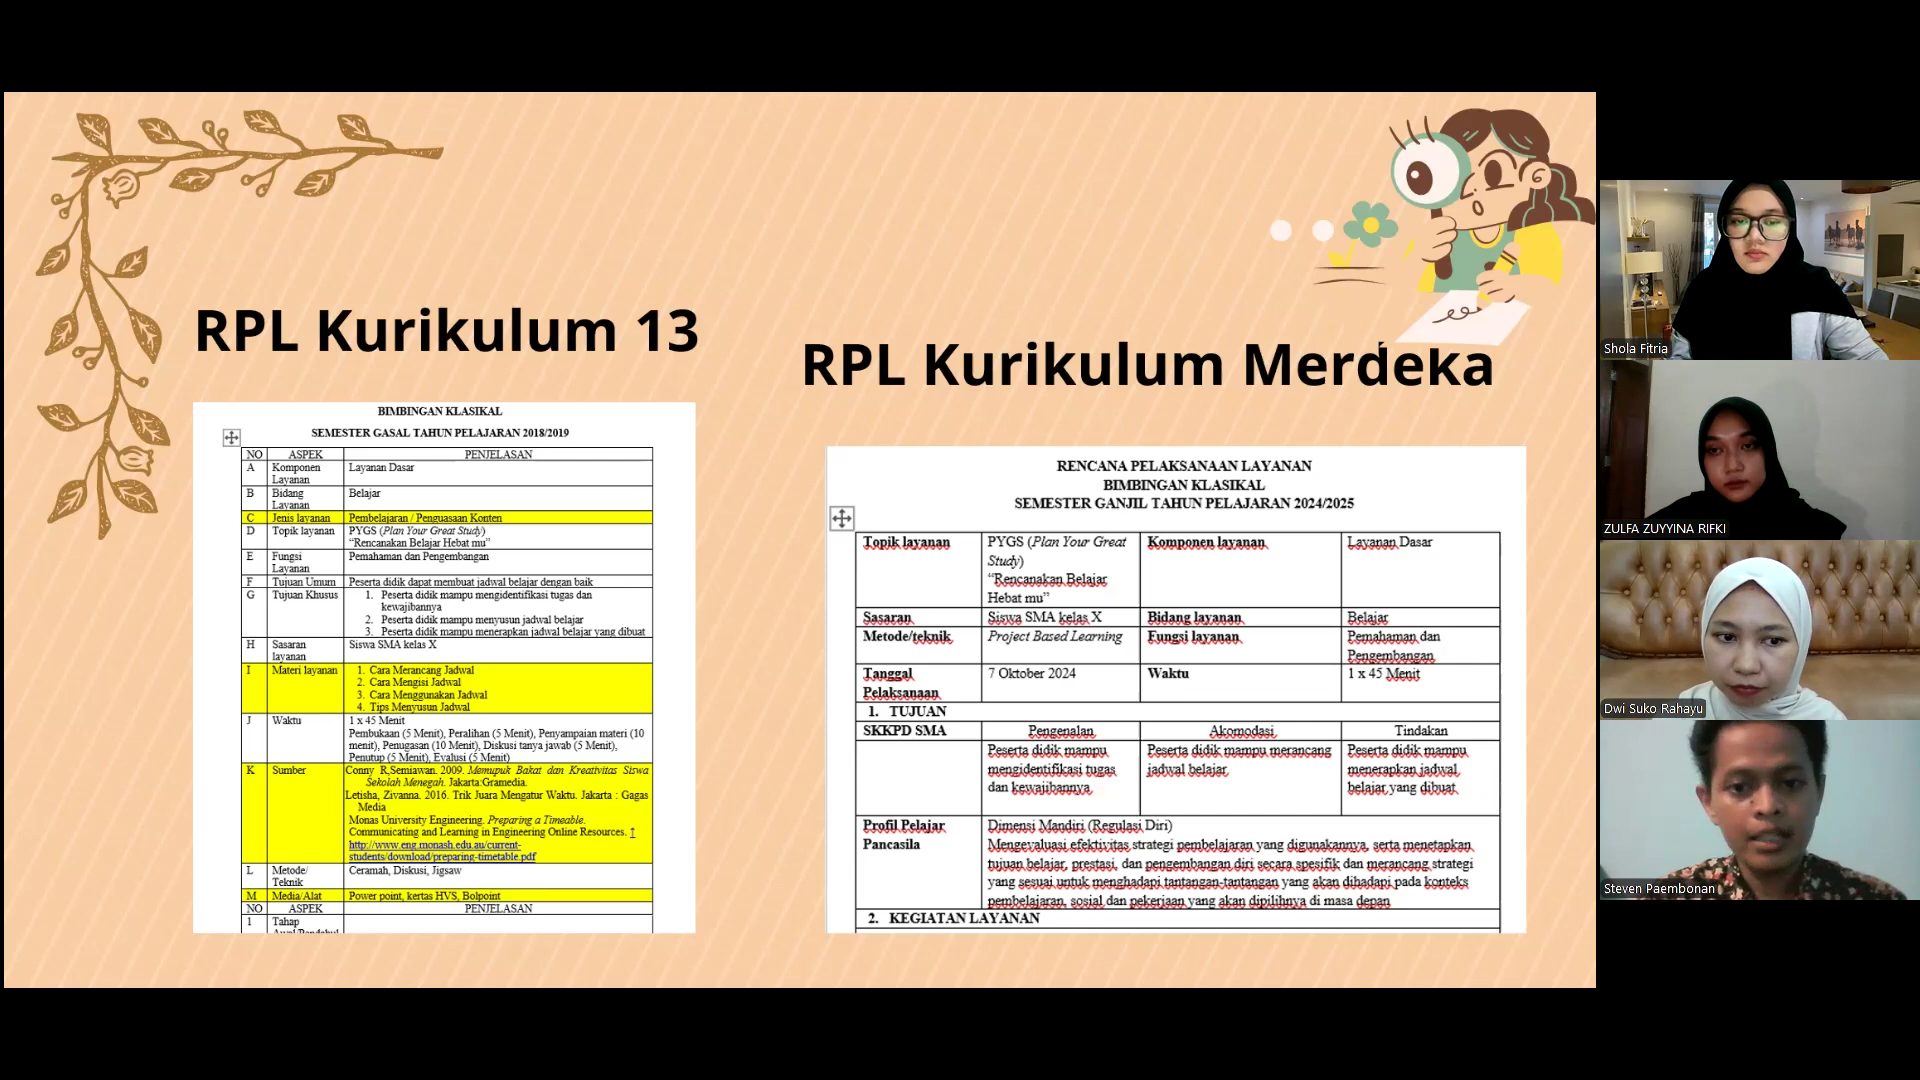 RPL Kurikulum 13
BIMBINGAN KLASIKAL
SEMESTER GASAL TAHUN PELAJARAN 2018/2019
NO ASPEK PENJELASAN
A Komponen Layanan Dasar
Layanan
B Bidang Belajar
Layanan
C Jenis layanan Pembelajaran / Penguasaan Konten
D Topik layanan PYGS (Plan Your Great Study)
“Rencanakan Belajar Hebat mu”
E Fungsi Pemahaman dan Pengembangan
Layanan
F Tujuan Umum Peserta didik dapat membuat jadwal belajar dengan baik
G Tujuan Khusus 1. Peserta didik mampu mengidentifikasi tugas dan
kewajibannya
2. Peserta didik mampu menyusun jadwal belajar
3. Peserta didik mampu menerapkan jadwal belajar yang dibuat
H Sasaran Siswa SMA kelas X
layanan
I Materi layanan 1. Cara Merancang Jadwal
2. Cara Mengisi Jadwal
3. Cara Menggunakan Jadwal
4. Tips Menyusun Jadwal
J Waktu 1 x 45 Menit
Pembukaan (5 Menit), Peralihan (5 Menit), Penyampaian materi (10
menit), Penugasan (10 Menit), Diskusi tanya jawab (5 Menit),
Penutup (5 Menit), Evalusi (5 Menit)
K Sumber Conny R,Semiawan. 2009. Memupuk Bakat dan Kreativitas Siswa
Sekolah Menegah. Jakarta:Gramedia.
Letisha, Zivanna. 2016. Trik Juara Mengatur Waktu. Jakarta : Gagas
Media
Monas University Engineering. Preparing a Timeable.
Communicating and Learning in Engineering Online Resources. ↑
http://www.eng.monash.edu.au/current-
students/download/preparing-timetable.pdf
L Metode/ Ceramah, Diskusi, Jigsaw
Teknik
M Media/Alat Power point, kertas HVS, Bolpoint
NO ASPEK PENJELASAN
1 Tahap
RPL Kurikulum Merdeka
RENCANA PELAKSANAAN LAYANAN
BIMBINGAN KLASIKAL
SEMESTER GANJIL TAHUN PELAJARAN 2024/2025
Topik layanan PYGS (Plan Your Great Komponen layanan Layanan Dasar
Study)
“Rencanakan Belajar
Hebat mu”
Sasaran Siswa SMA kelas X Bidang layanan Belajar
Metode/teknik Project Based Learning Fungsi layanan Pemahaman dan
Pengembangan
Tanggal 7 Oktober 2024 Waktu 1 x 45 Menit
Pelaksanaan
1. TUJUAN
SKKPD SMA Pengenalan Akomodasi Tindakan
Peserta didik mampu Peserta didik mampu merancang Peserta didik mampu
mengidentifikasi tugas jadwal belajar menerapkan jadwal
dan kewajibannya belajar yang dibuat
Profil Pelajar Dimensi Mandiri (Regulasi Diri)
Pancasila Mengevaluasi efektivitas strategi pembelajaran yang digunakannya, serta menetapkan
tujuan belajar, prestasi, dan pengembangan diri secara spesifik dan merancang strategi
yang sesuai untuk menghadapi tantangan-tantangan yang akan dihadapi pada konteks
pembelajaran, sosial dan pekerjaan yang akan dipilihnya di masa depan
2. KEGIATAN LAYANAN
Shola Fitria
ZULFA ZUYYINA RIFKI
Dwi Suko Rahayu
Steven Paembonan